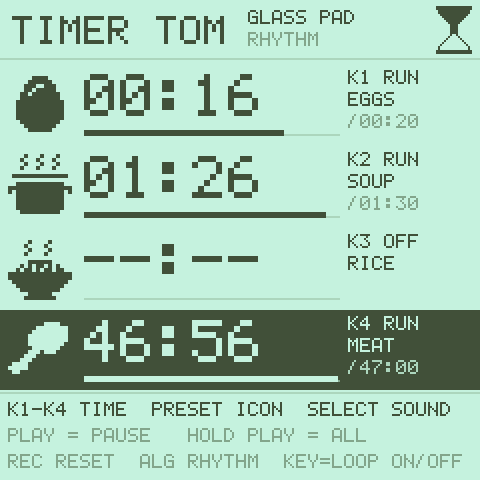 TIMER TOM
GLASS PAD
RHYTHM
00:16
K1 RUN
EGGS
/00:20
01:26
K2 RUN
SOUP
/01:30
--:--
K3 OFF
RICE
46:56
K4 RUN
MEAT
/47:00
K1-K4 TIME PRESET ICON SELECT SOUND
PLAY = PAUSE HOLD PLAY = ALL
REC RESET ALG RHYTHM KEY=LOOP ON/OFF